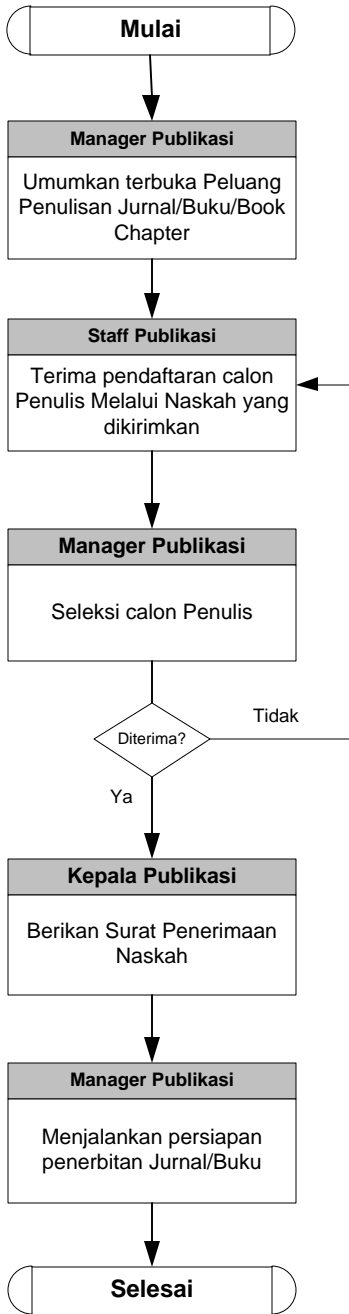 Mulai
Manager Publikasi
Umumkan terbuka Peluang
Penulisan Jurnal/Buku/Book
Chapter
Staff Publikasi
Terima pendaftaran calon
Penulis Melalui Naskah yang
dikirimkan
Manager Publikasi
Seleksi calon Penulis
Diterima?
Tidak
Ya
Kepala Publikasi
Berikan Surat Penerimaan
Naskah
Manager Publikasi
Menjalankan persiapan
penerbitan Jurnal/Buku
Selesai